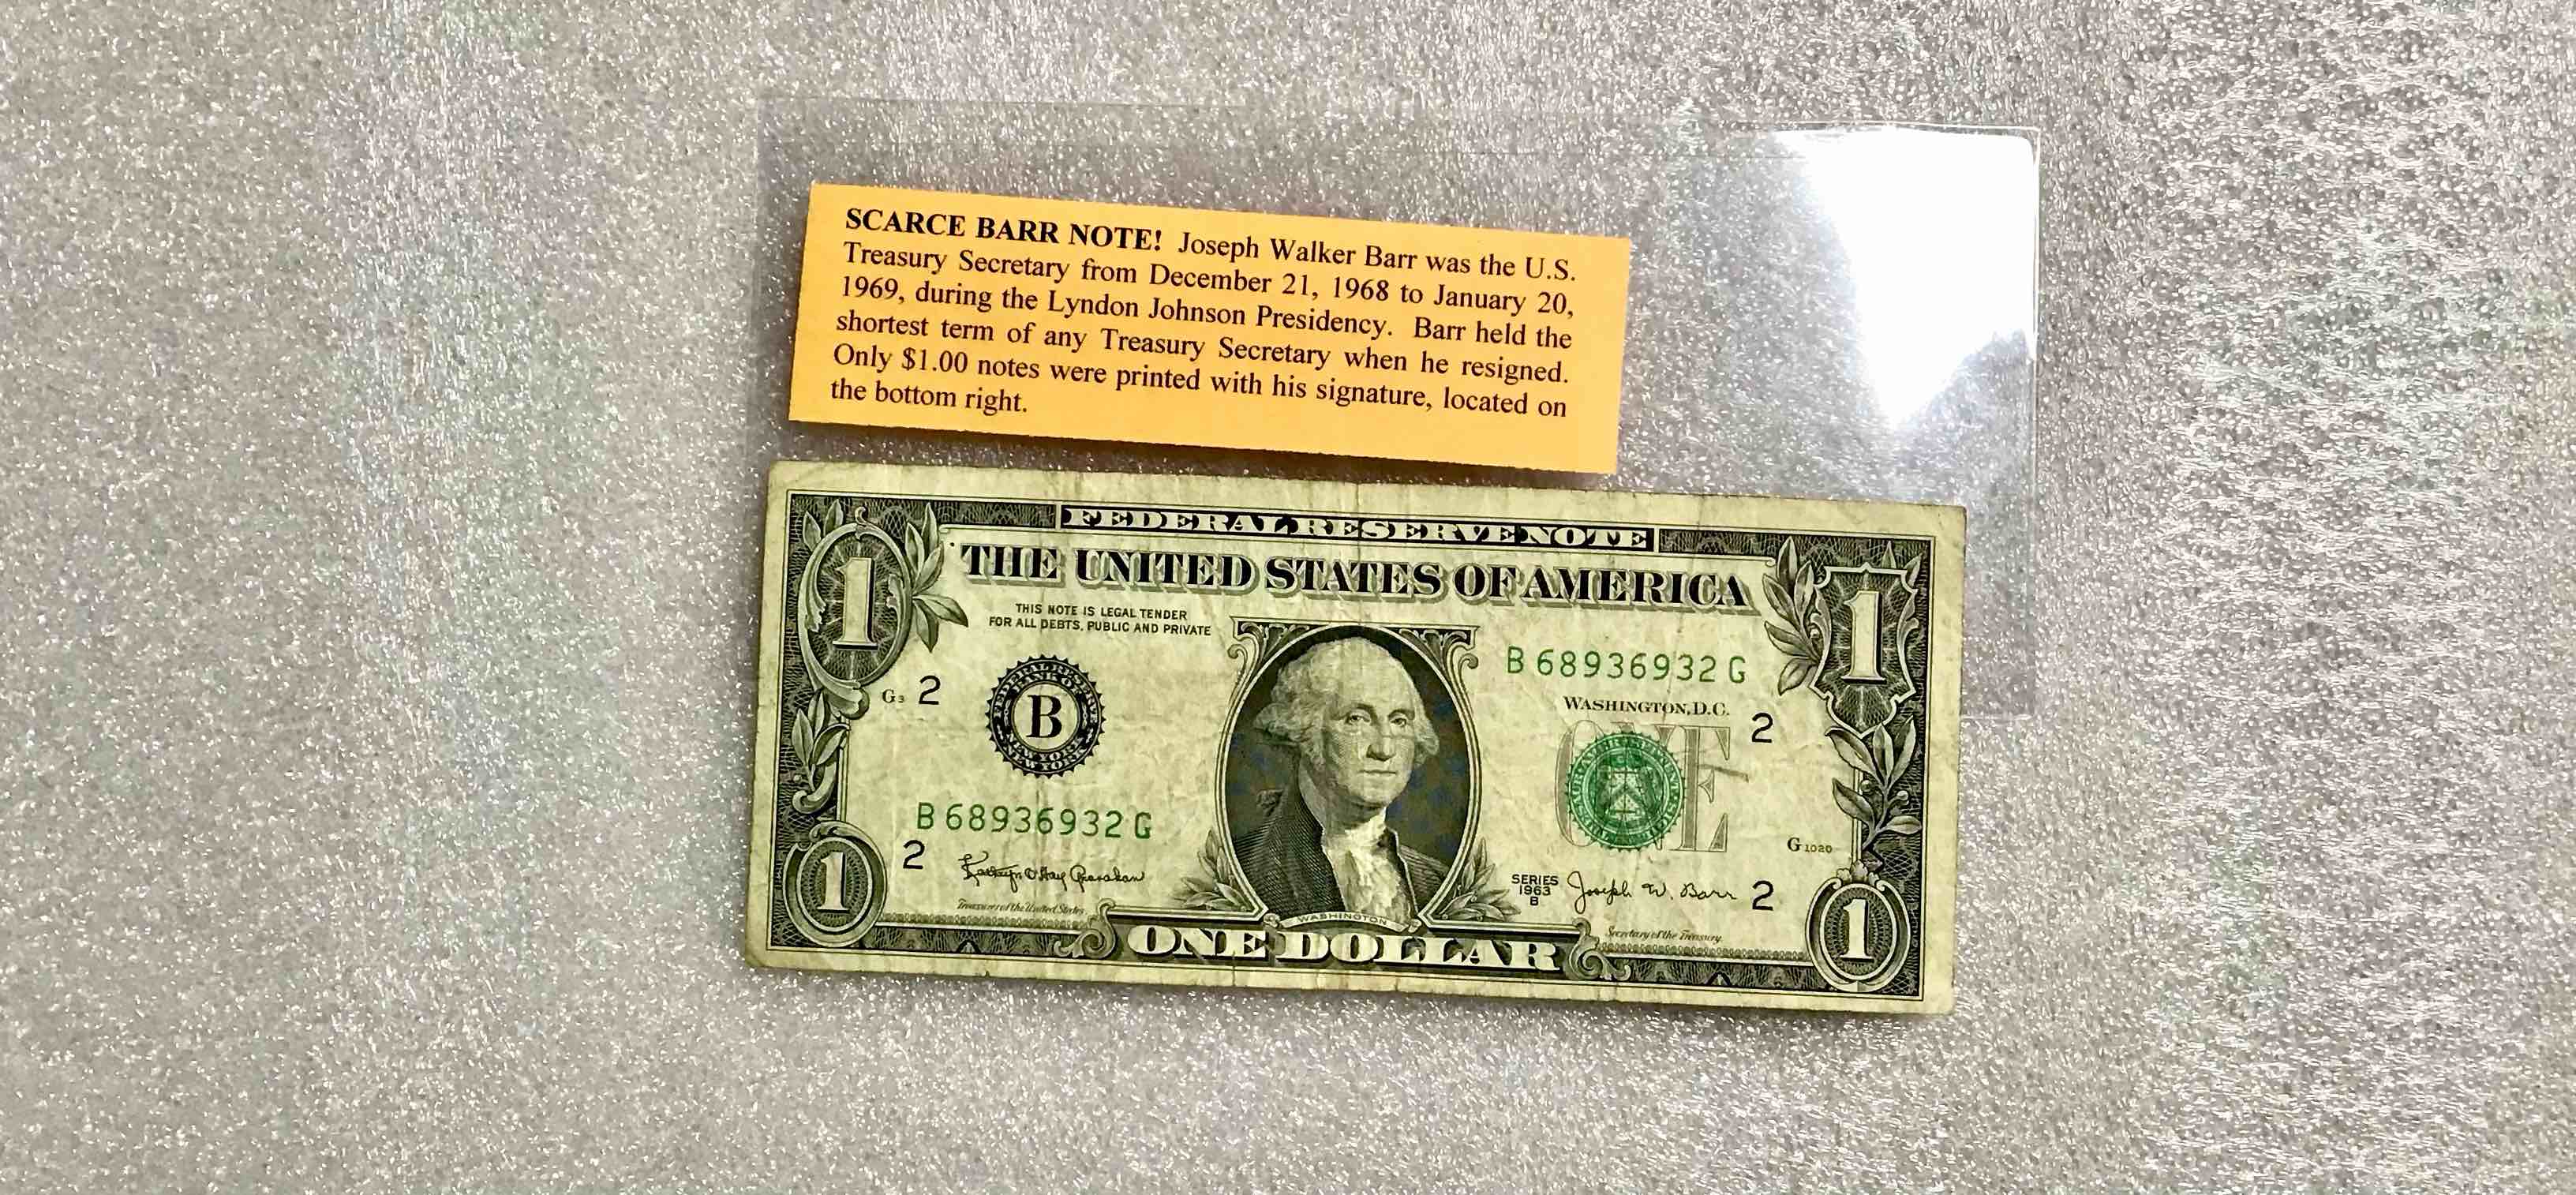 SCARCE BARR NOTE! Joseph Walker Barr was the U.S.
Treasury Secretary from December 21, 1968 to January 20,
1969, during the Lyndon Johnson Presidency. Barr held the
shortest term of any Treasury Secretary when he resigned.
Only $1.00 notes were printed with his signature, located on
the bottom right.
FEDERAL RESERVE NOTE
THE UNITED STATES OF AMERICA
1
1
THIS NOTE IS LEGAL TENDER
FOR ALL DEBTS, PUBLIC AND PRIVATE
B 68936932 G
G3 2
B
WASHINGTON, D.C.
2
ONE
B 68936932 G
G1020
2
Treasurer of the United States
SERIES
1963
B
Joseph W. Barr
2
Secretary of the Treasury
1
WASHINGTON
1
ONE DOLLAR